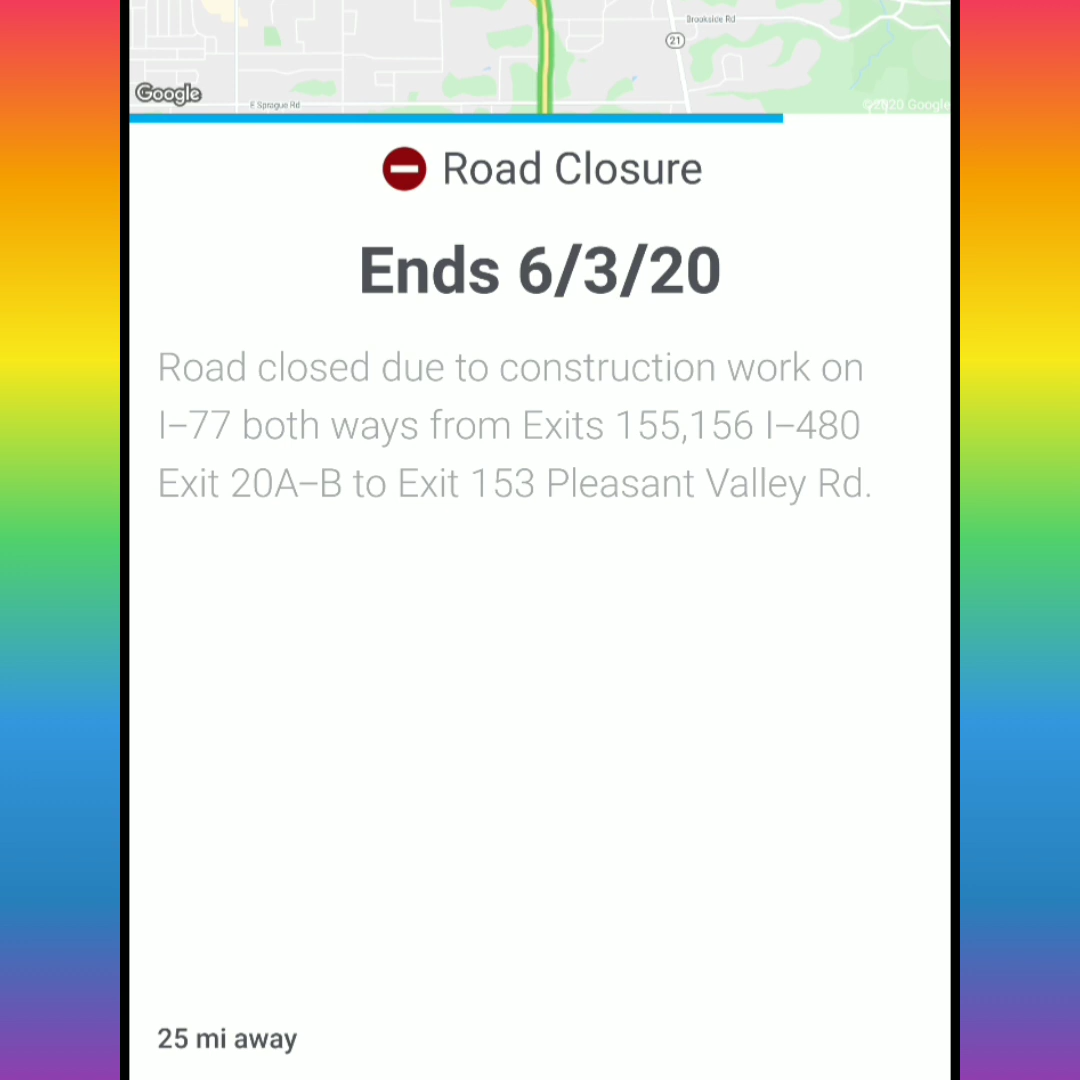 Brookside Rd
21
Google
E Sprague Rd
©2020 Google
Road Closure
Ends 6/3/20
Road closed due to construction work on
I–77 both ways from Exits 155,156 I–480
Exit 20A–B to Exit 153 Pleasant Valley Rd.
25 mi away